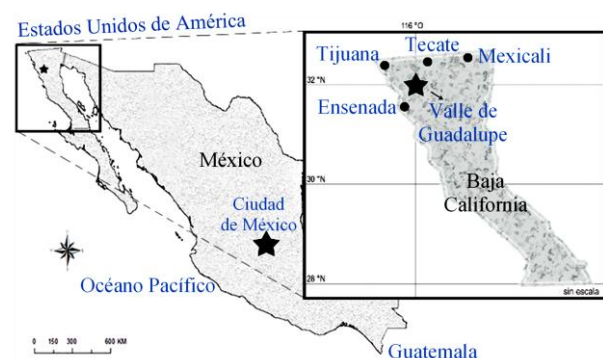 Estados Unidos de América
México
Ciudad
de México
Océano Pacífico
Guatemala
0 150 300 600 KM
116°O
Tijuana
Tecate
Mexicali
32°N
Ensenada
Valle de
Guadalupe
30°N
Baja
California
28°N
sin escala